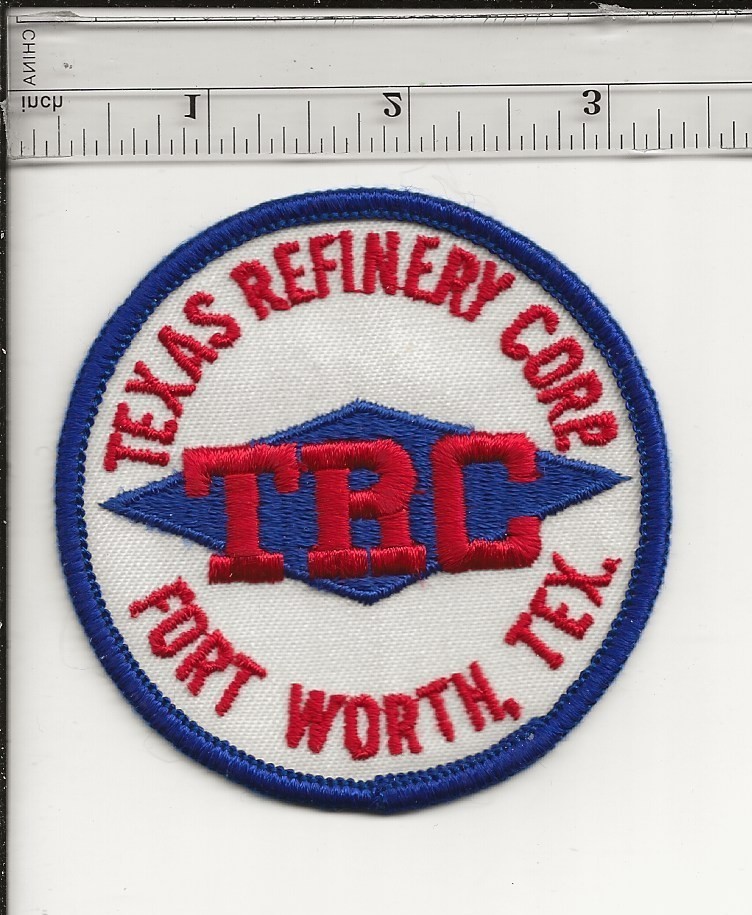 CHINA
inch 1 2 3
TEXAS REFINERY CORP.
TRC
FORT WORTH, TEX.